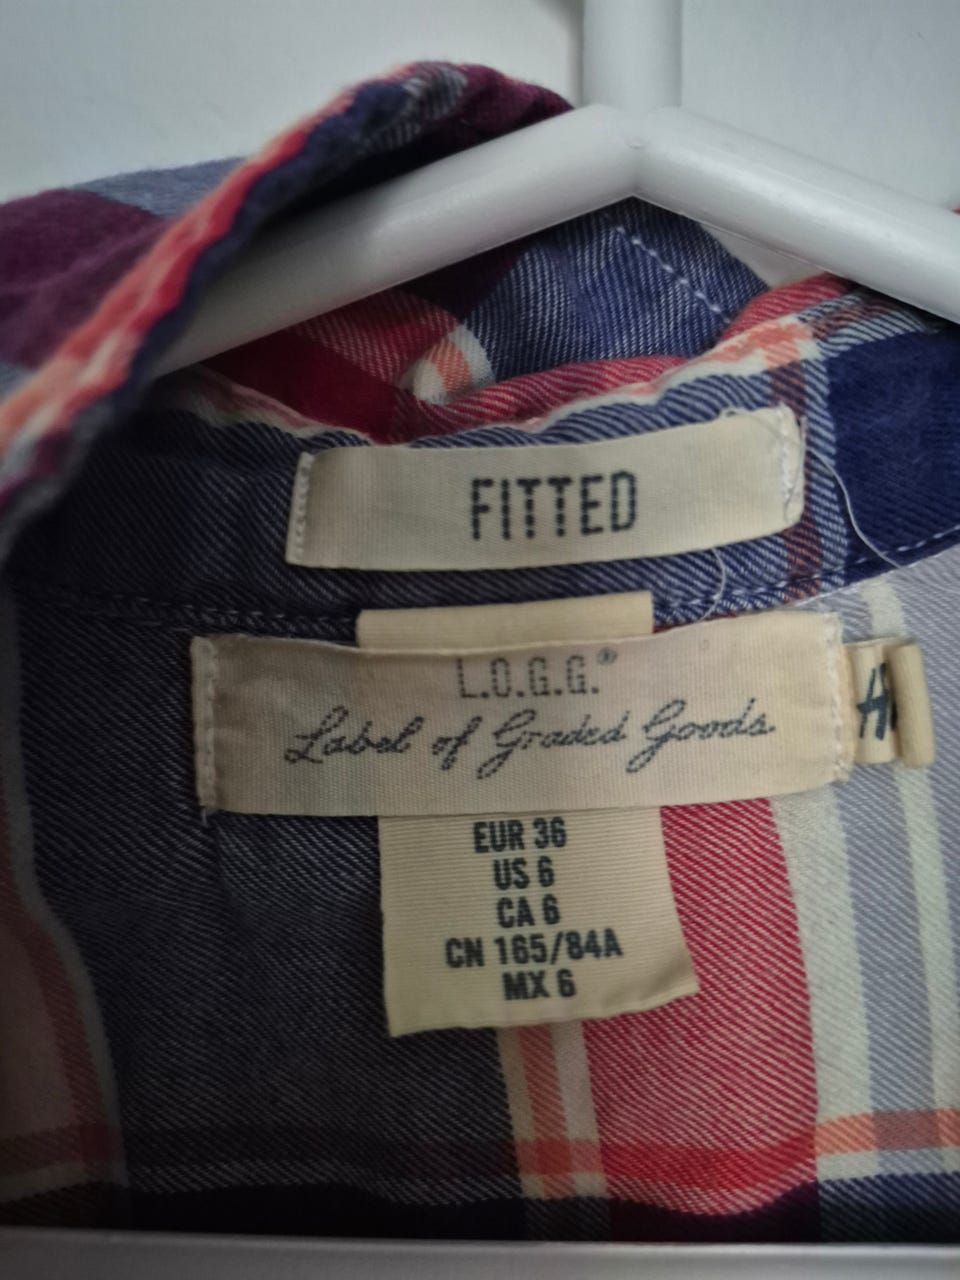 FITTED
L.O.G.G.®
Label of Graded Goods.
H
EUR 36
US 6
CA 6
CN 165/84A
MX 6